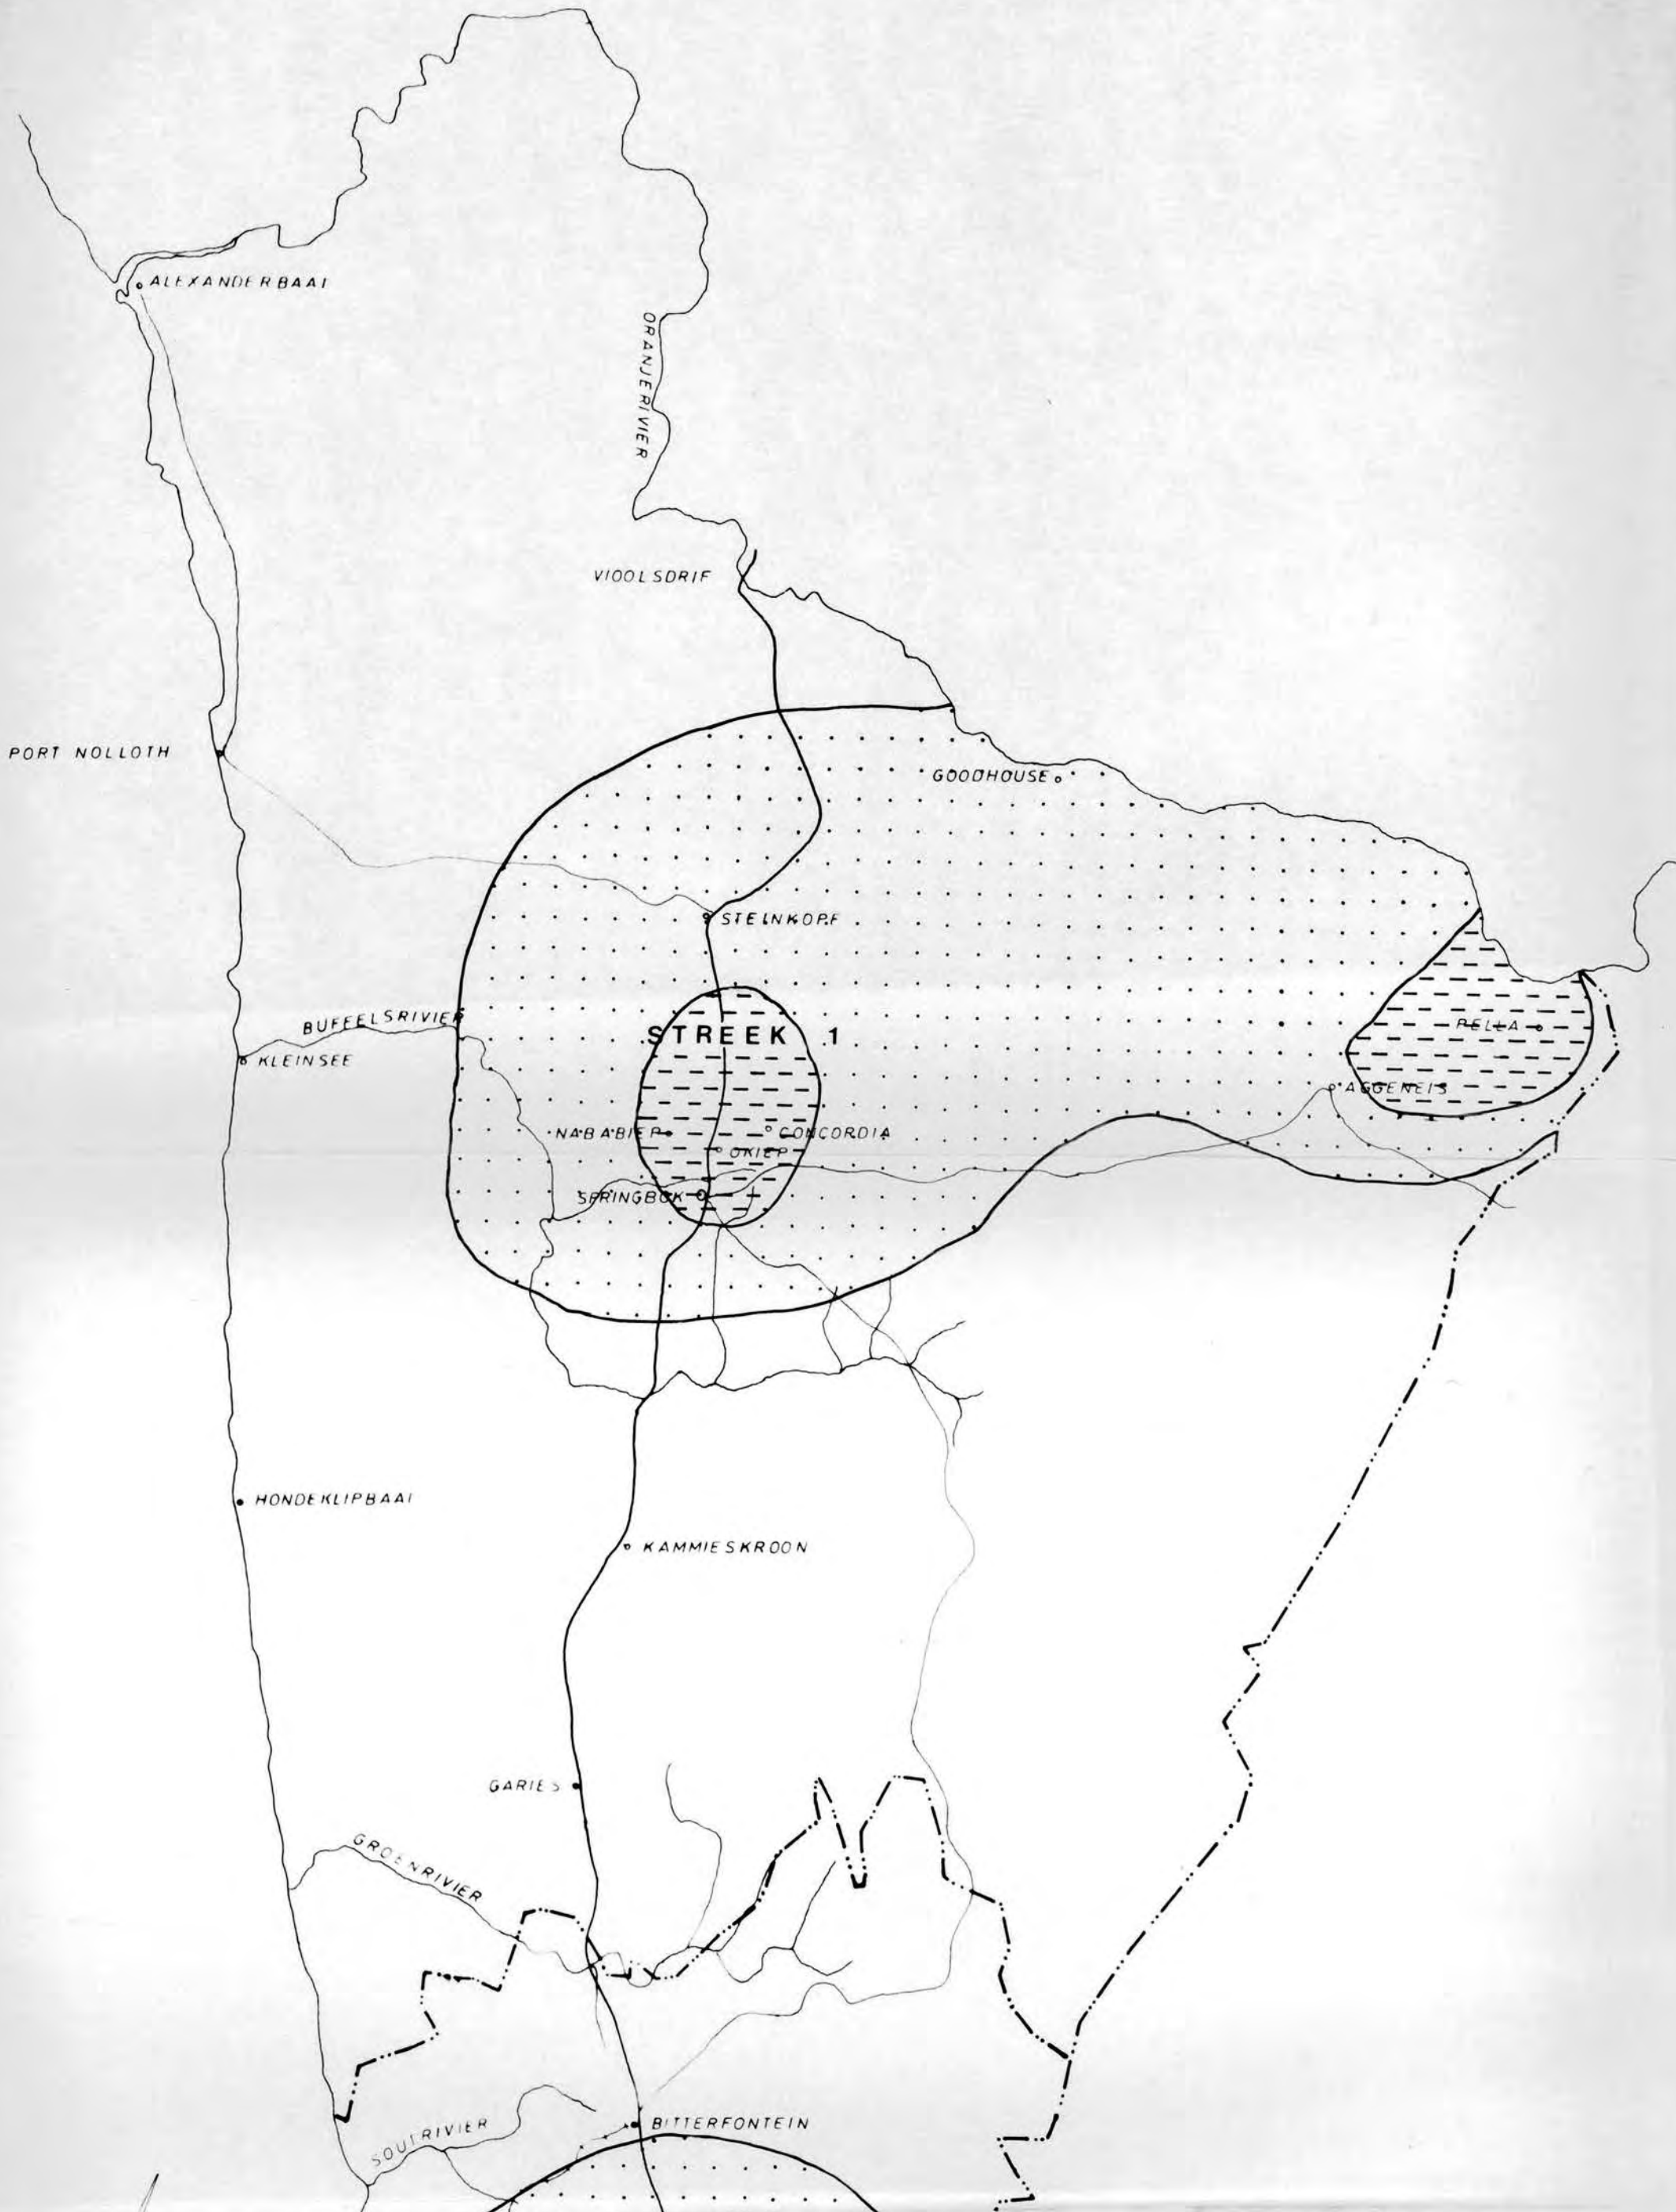 ALEXANDERBAAI
ORANJERIVIER
VIOOLSDRIF
PORT NOLLOTH
GOODHOUSE
STEINKOPF
BUFFELSRIVIER
STREEK 1
PELLA
KLEINSEE
AGGENEIS
NABABIEP
CONCORDIA
OKIEP
SPRINGBOK
HONDEKLIPBAAI
KAMMIESKROON
GARIES
GROENRIVIER
BITTERFONTEIN
SOUTRIVIER